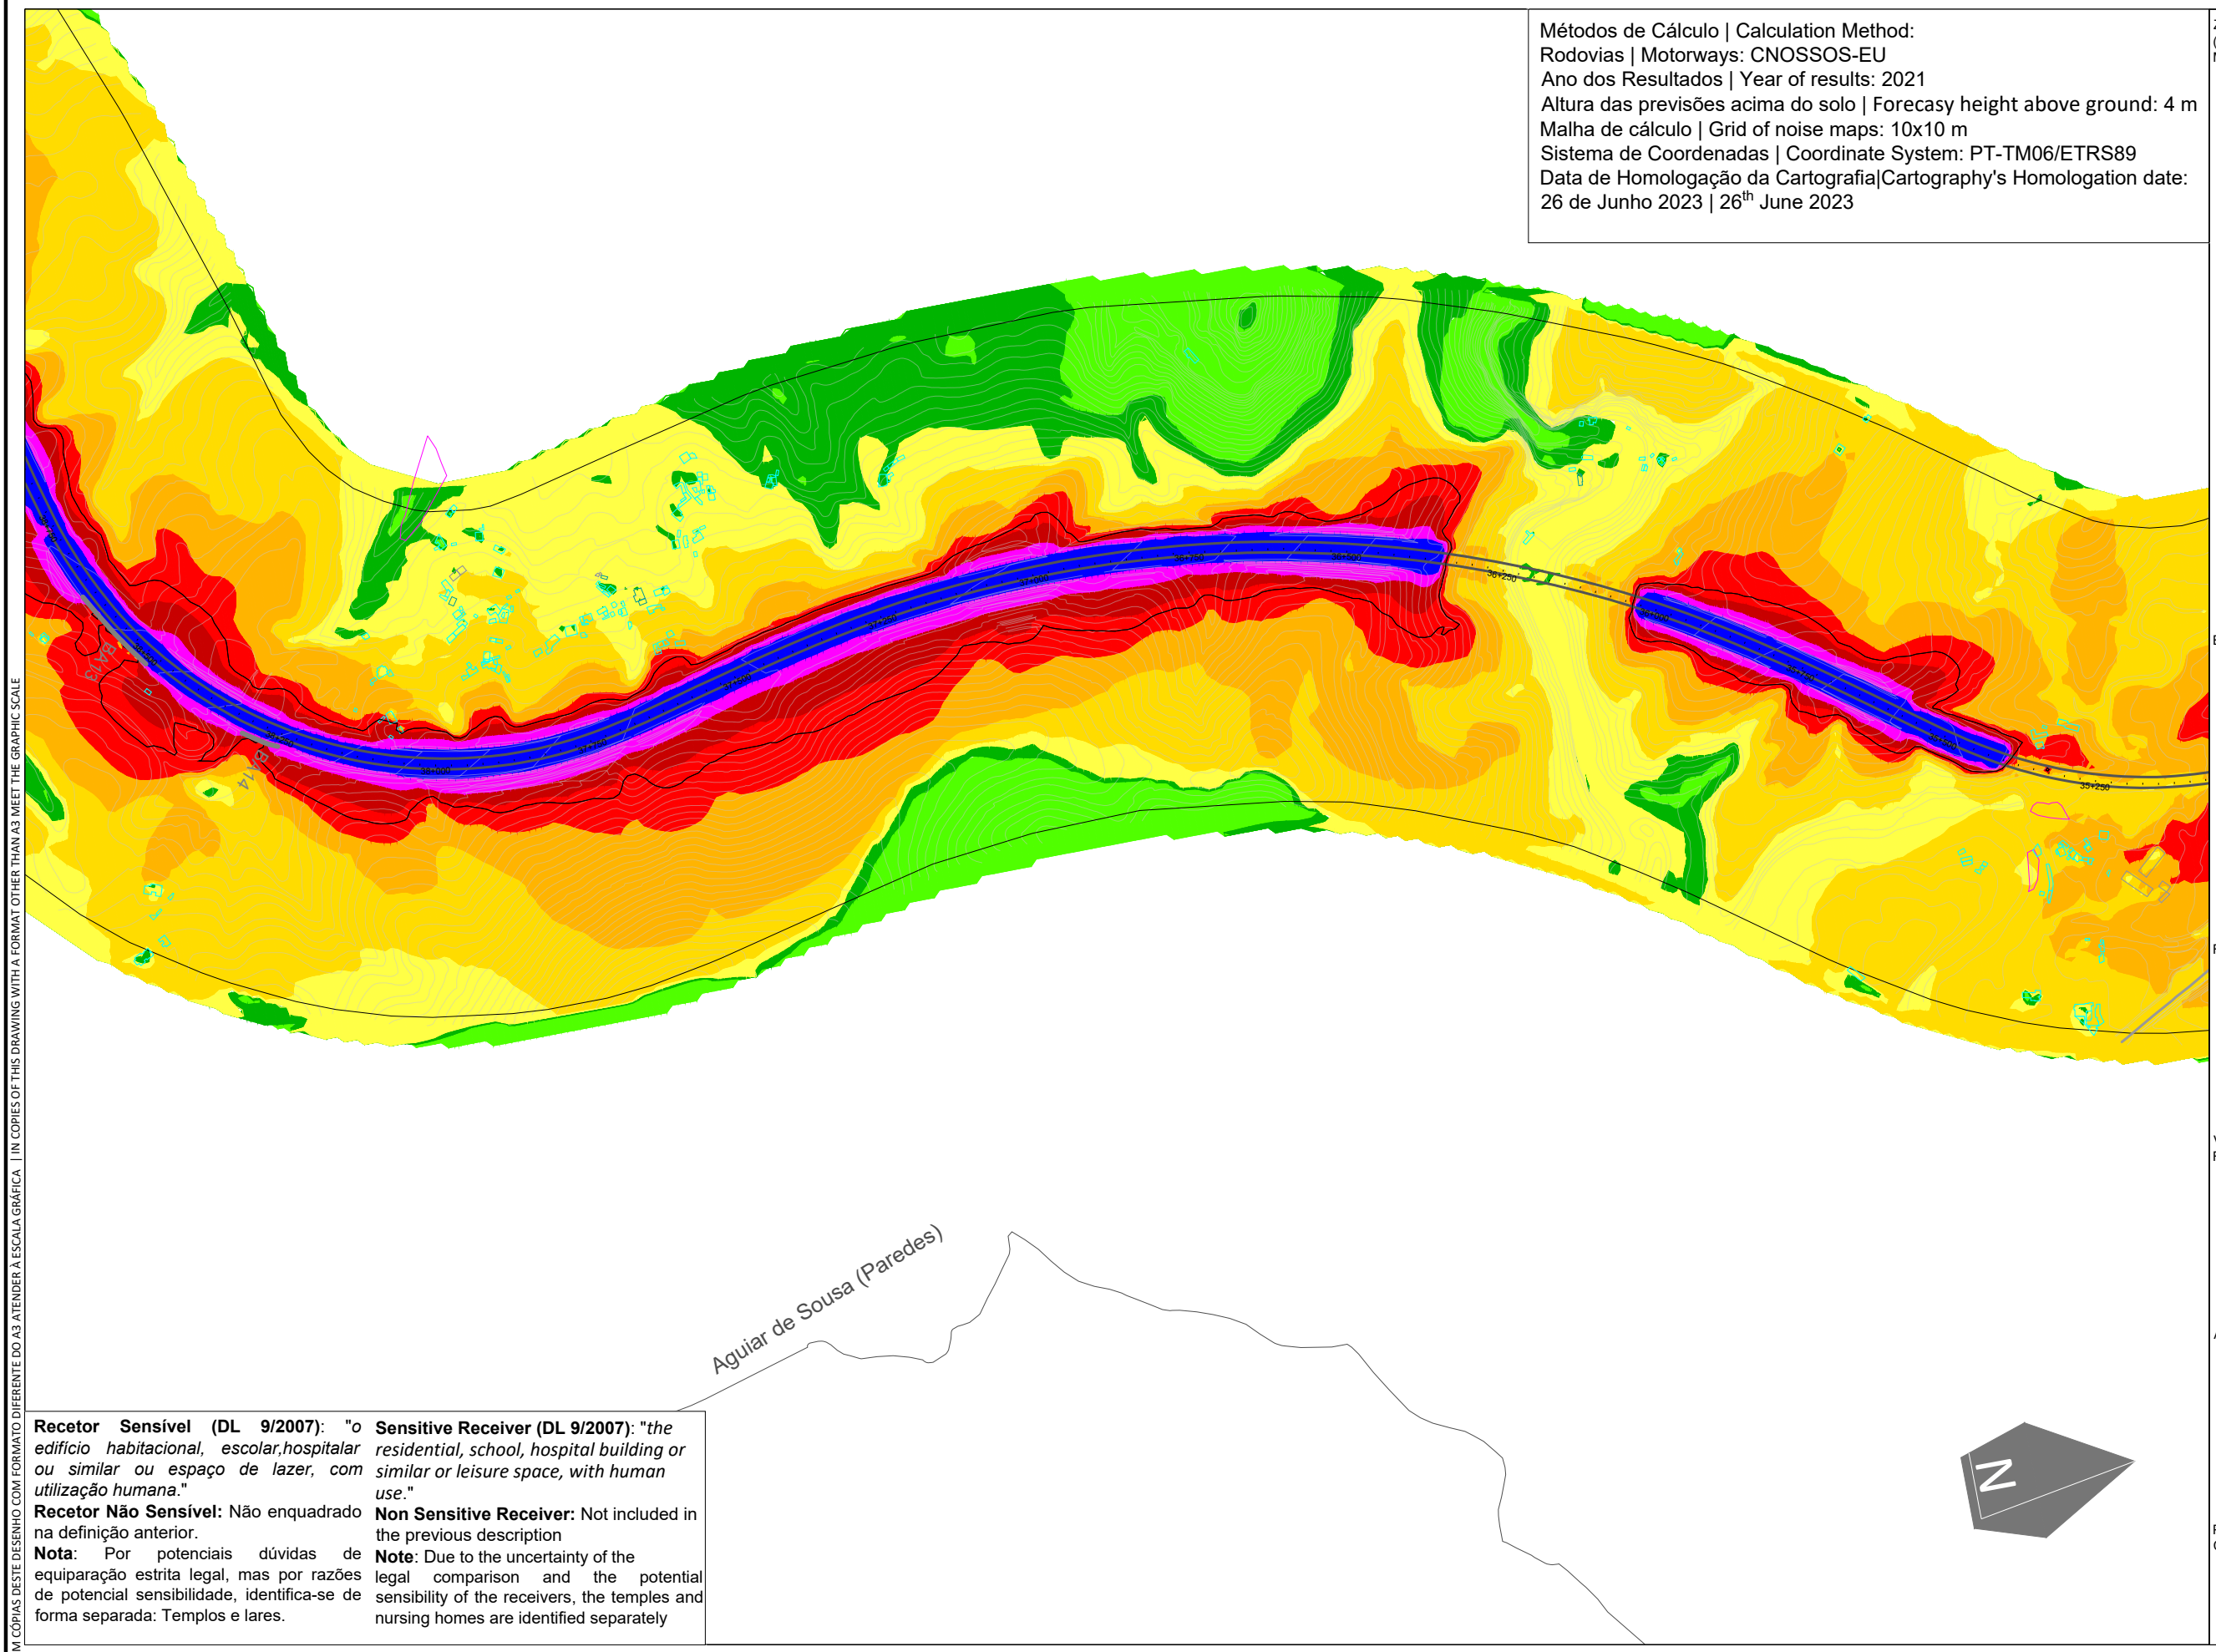 Métodos de Cálculo | Calculation Method:
Rodovias | Motorways: CNOSSOS-EU
Ano dos Resultados | Year of results: 2021
Altura das previsões acima do solo | Forecasy height above ground: 4 m
Malha de cálculo | Grid of noise maps: 10x10 m
Sistema de Coordenadas | Coordinate System: PT-TM06/ETRS89
Data de Homologação da Cartografia|Cartography's Homologation date:
26 de Junho 2023 | 26th June 2023
BA113
BA114
36+250
35+250
Aguiar de Sousa (Paredes)
Recetor Sensível (DL 9/2007): "o
edifício habitacional, escolar,hospitalar
ou similar ou espaço de lazer, com
utilização humana."
Recetor Não Sensível: Não enquadrado
na definição anterior.
Nota: Por potenciais dúvidas de
equiparação estrita legal, mas por razões
de potencial sensibilidade, identifica-se de
forma separada: Templos e lares.
Sensitive Receiver (DL 9/2007): "the
residential, school, hospital building or
similar or leisure space, with human
use."
Non Sensitive Receiver: Not included in
the previous description
Note: Due to the uncertainty of the
legal comparison and the potential
sensibility of the receivers, the temples and
nursing homes are identified separately
N
M CÓPIAS DESTE DESENHO COM FORMATO DIFERENTE DO A3 ATENDER À ESCALA GRÁFICA | IN COPIES OF THIS DRAWING WITH A FORMAT OTHER THAN A3 MEET THE GRAPHIC SCALE